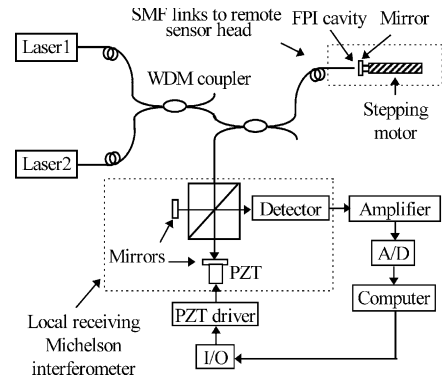 SMF links to remote
sensor head
FPI cavity
Mirror
Laser1
WDM coupler
Stepping
motor
Laser2
Detector
Amplifier
Mirrors
A/D
PZT
Computer
PZT driver
Local receiving
Michelson
interferometer
I/O